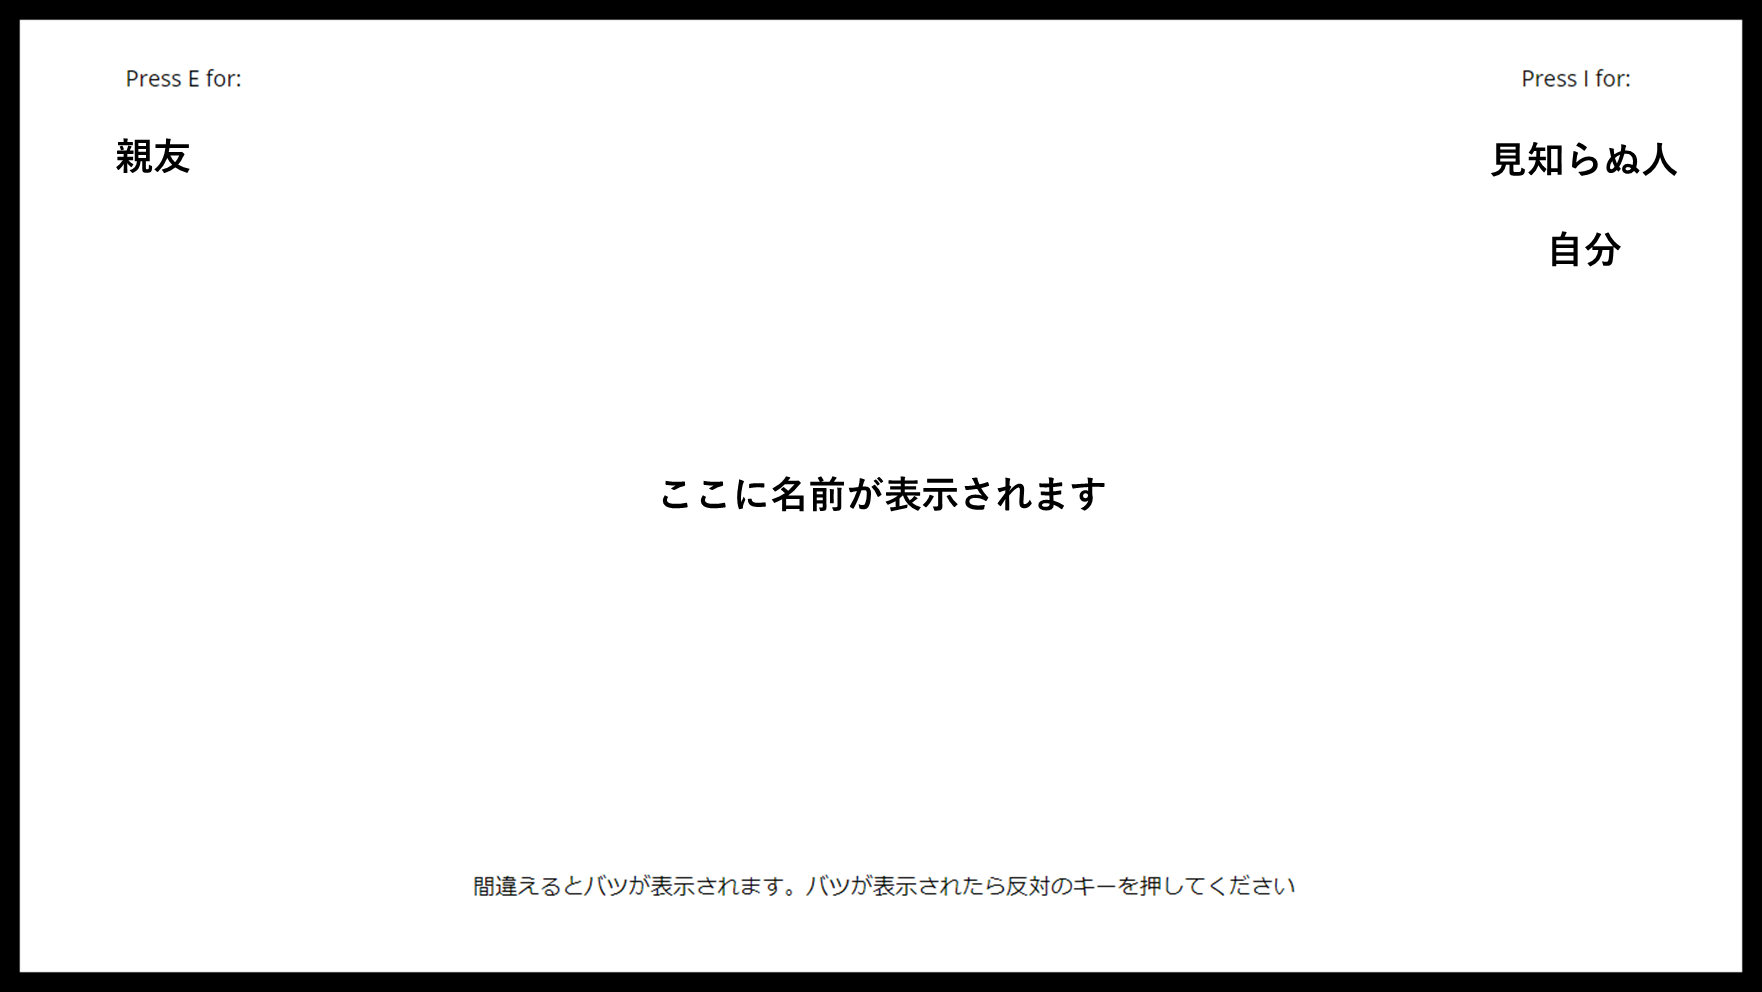 Press E for:
Press I for:
親友
見知らぬ人
自分
ここに名前が表示されます
間違えるとバツが表示されます。バツが表示されたら反対のキーを押してください